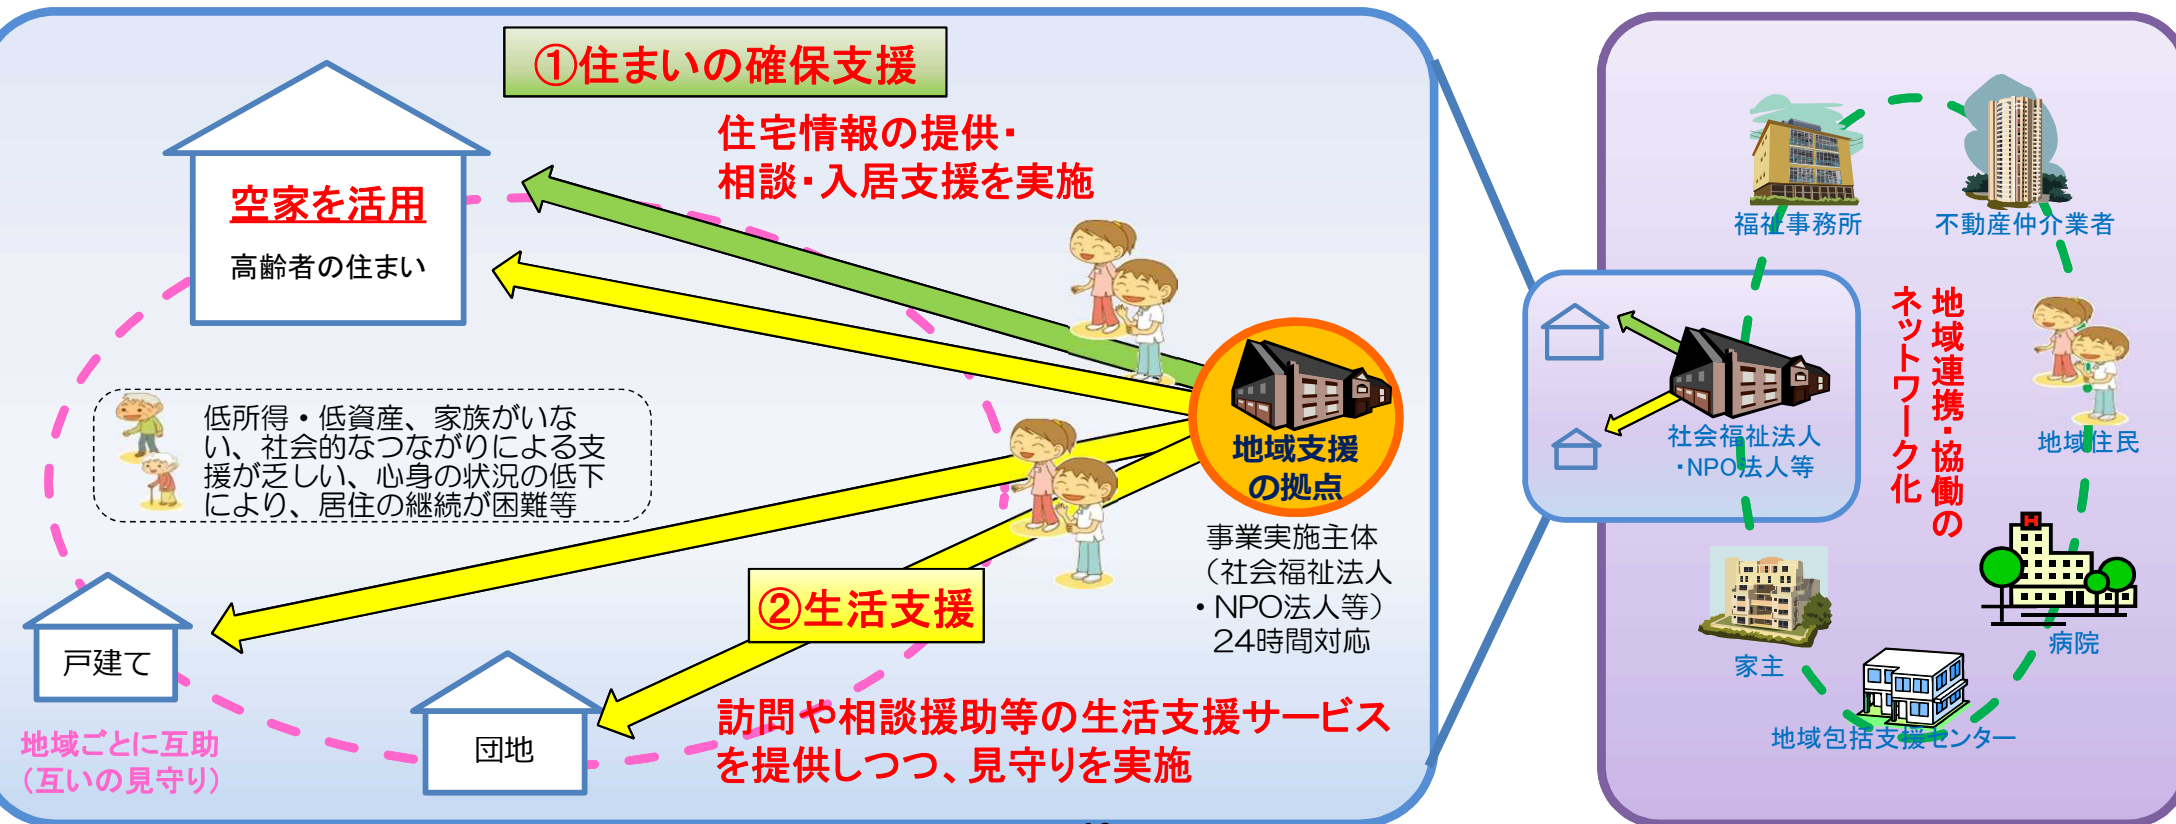 ①住まいの確保支援
住宅情報の提供・
相談・入居支援を実施
空家を活用
高齢者の住まい
低所得・低資産、家族がいな
い、社会的なつながりによる支
援が乏しい、心身の状況の低下
により、居住の継続が困難等
地域支援
の拠点
事業実施主体
（社会福祉法人
・NPO法人等）
24時間対応
②生活支援
戸建て
団地
地域ごとに互助
（互いの見守り）
訪問や相談援助等の生活支援サービス
を提供しつつ、見守りを実施
福祉事務所
不動産仲介業者
地域連携・協働の
ネットワーク化
社会福祉法人
・NPO法人等
地域住民
H
病院
家主
地域包括支援センター